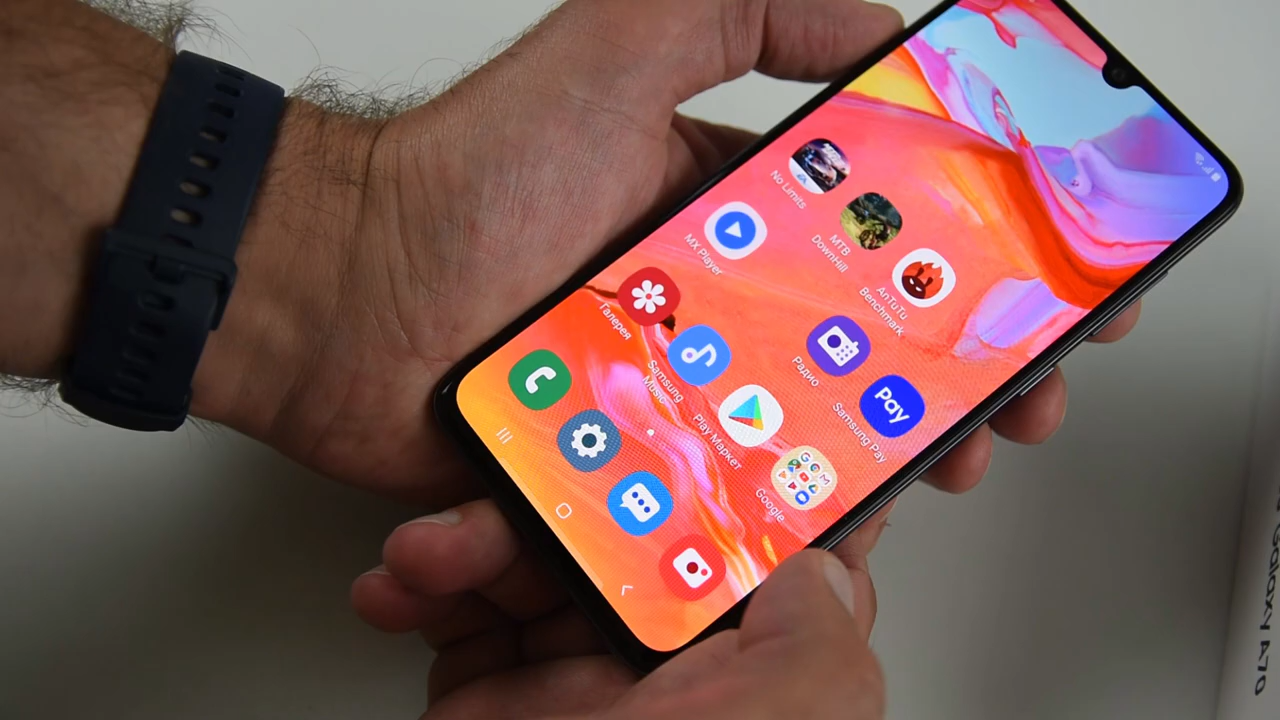 No Limits
MTB
DownHill
AnTuTu
Benchmark
MX Player
Радио
Pay
Samsung Pay
Галерея
Samsung
Music
Play Маркет
Google
Galaxy A70